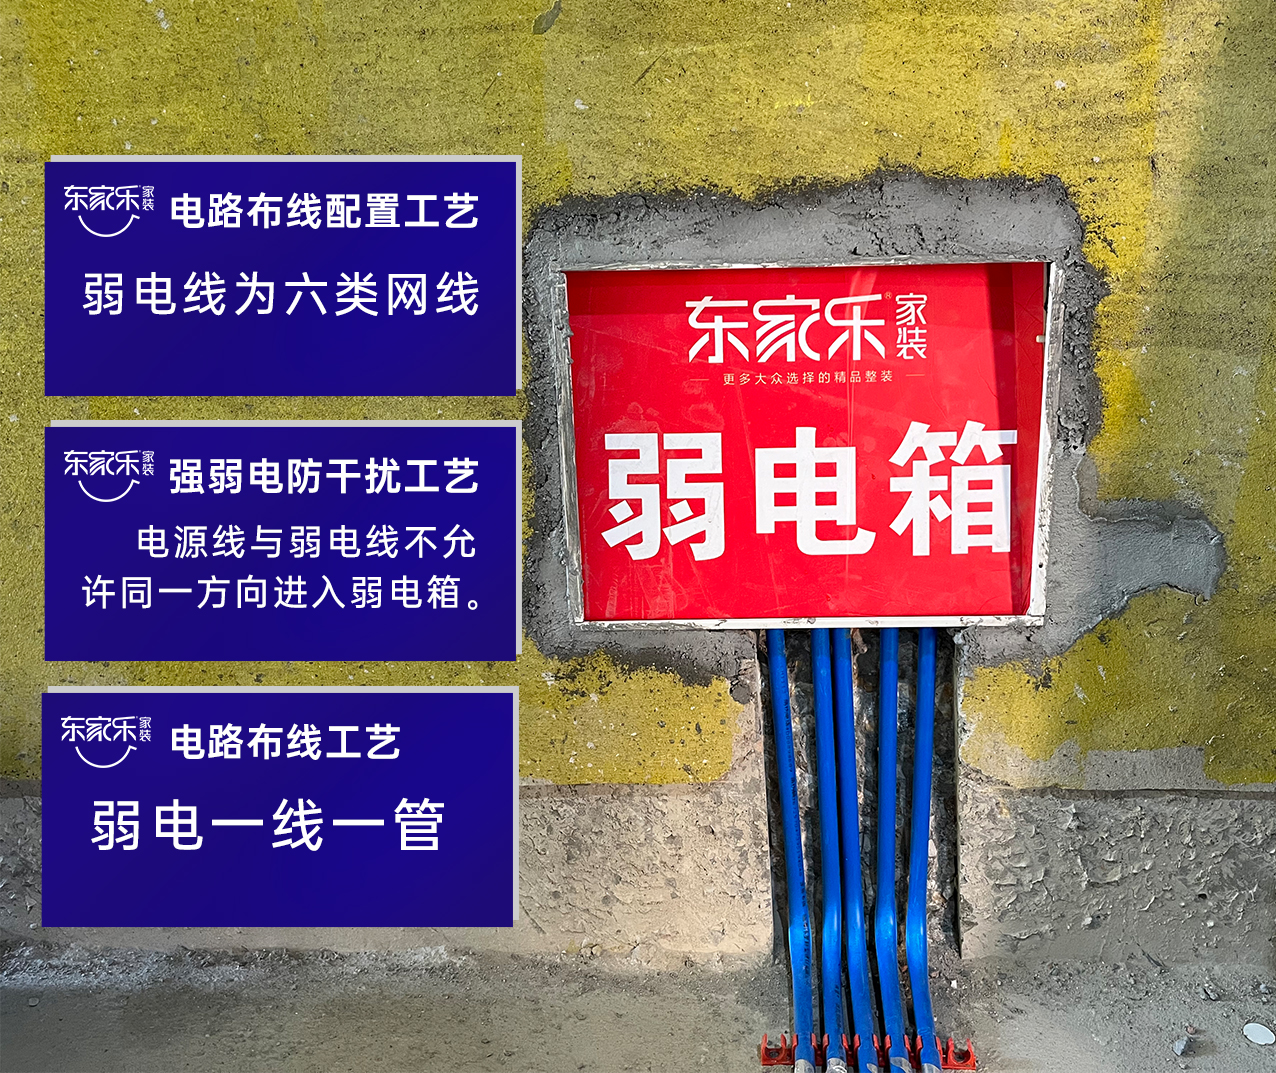 东家乐家装 电路布线配置工艺
弱电线为六类网线
东家乐家装 强弱电防干扰工艺
电源线与弱电线不允
许同一方向进入弱电箱。
东家乐家装 电路布线工艺
弱电一线一管
东家乐®家装
更多大众选择的精品整装
弱电箱